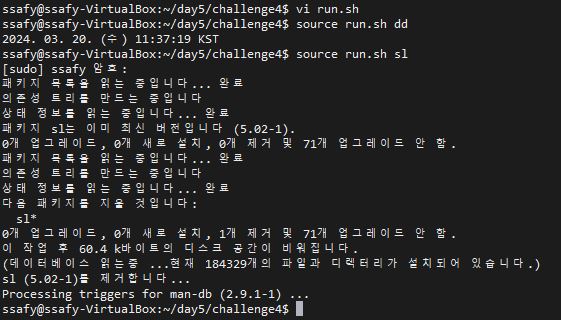 ssafy@ssafy-VirtualBox:~/day5/challenge4$ vi run.sh
ssafy@ssafy-VirtualBox:~/day5/challenge4$ source run.sh dd
2024. 03. 20. (수) 11:37:19 KST
ssafy@ssafy-VirtualBox:~/day5/challenge4$ source run.sh sl
[sudo] ssafy 암호:
패키지 목록을 읽는 중입니다... 완료
의존성 트리를 만드는 중입니다
상태 정보를 읽는 중입니다... 완료
패키지 sl는 이미 최신 버전입니다 (5.02-1).
0개 업그레이드, 0개 새로 설치, 0개 제거 및 71개 업그레이드 안 함.
패키지 목록을 읽는 중입니다... 완료
의존성 트리를 만드는 중입니다
상태 정보를 읽는 중입니다... 완료
다음 패키지를 지울 것입니다:
  sl*
0개 업그레이드, 0개 새로 설치, 1개 제거 및 71개 업그레이드 안 함.
이 작업 후 60.4 k바이트의 디스크 공간이 비워집니다.
(데이터베이스 읽는중 ...현재 184329개의 파일과 디렉터리가 설치되어 있습니다.)
sl (5.02-1)를 제거합니다...
Processing triggers for man-db (2.9.1-1) ...
ssafy@ssafy-VirtualBox:~/day5/challenge4$